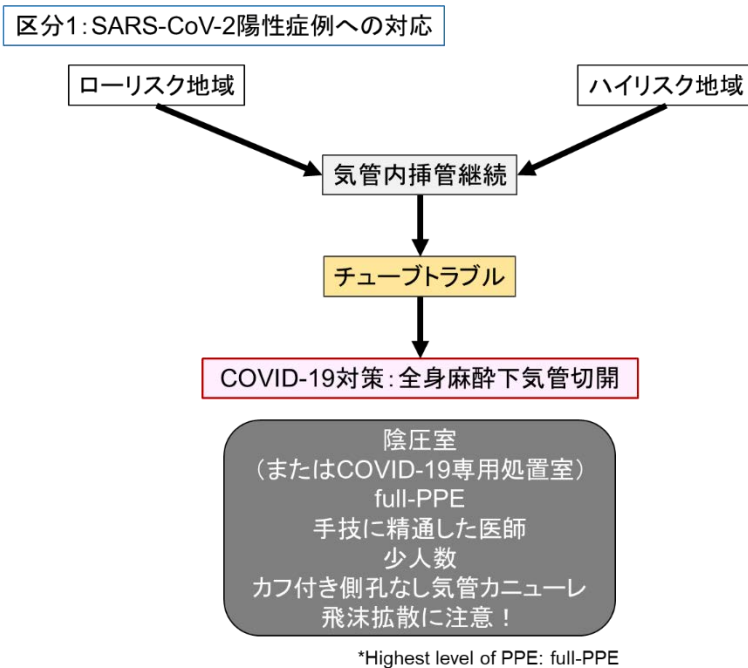 区分1：SARS-CoV-2陽性症例への対応
ローリスク地域
ハイリスク地域
気管内挿管継続
チューブトラブル
COVID-19対策：全身麻酔下気管切開
陰圧室
（またはCOVID-19専用処置室）
full-PPE
手技に精通した医師
少人数
カフ付き側孔なし気管カニューレ
飛沫拡散に注意！
*Highest level of PPE: full-PPE